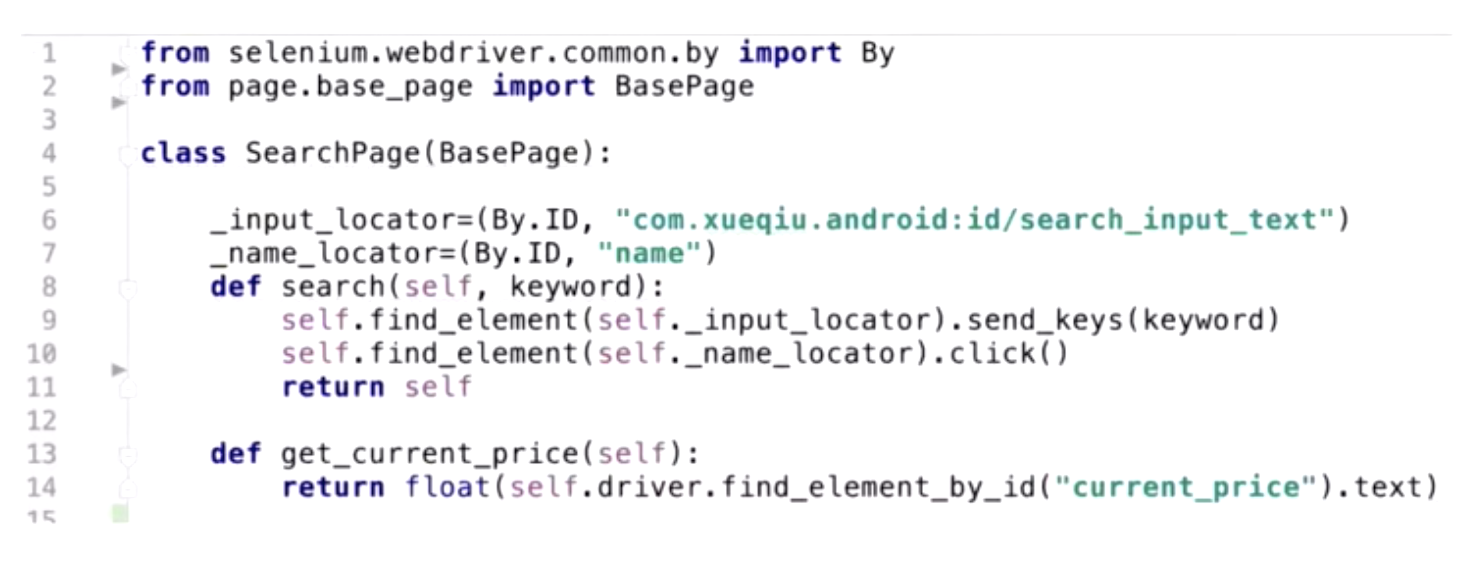 1 from selenium.webdriver.common.by import By
2 from page.base_page import BasePage
3
4 class SearchPage(BasePage):
5
6     _input_locator=(By.ID, "com.xueqiu.android:id/search_input_text")
7     _name_locator=(By.ID, "name")
8     def search(self, keyword):
9         self.find_element(self._input_locator).send_keys(keyword)
10         self.find_element(self._name_locator).click()
11         return self
12
13     def get_current_price(self):
14         return float(self.driver.find_element_by_id("current_price").text)
15